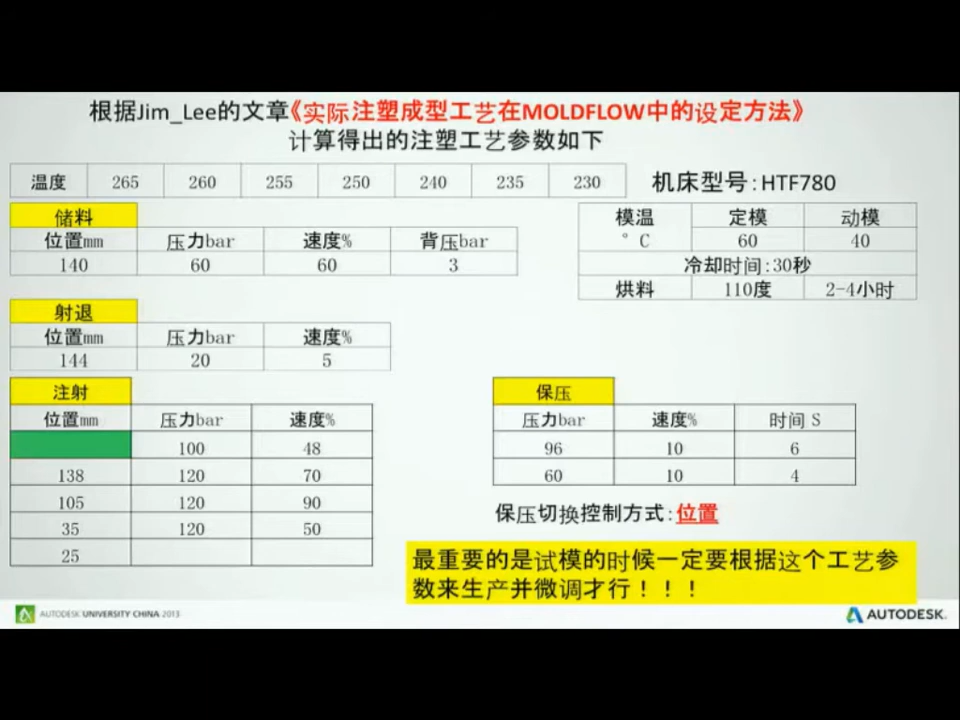 根据Jim_Lee的文章《实际注塑成型工艺在MOLDFLOW中的设定方法》
计算得出的注塑工艺参数如下
温度 265 260 255 250 240 235 230
机床型号:HTF780
储料
位置mm 压力bar 速度% 背压bar
140 60 60 3
模温 °C 定模 动模
60 40
冷却时间:30秒
烘料 110度 2-4小时
射退
位置mm 压力bar 速度%
144 20 5
注射
位置mm 压力bar 速度%
100 48
138 120 70
105 120 90
35 120 50
25
保压
压力bar 速度% 时间 S
96 10 6
60 10 4
保压切换控制方式:位置
最重要的是试模的时候一定要根据这个工艺参
数来生产并微调才行！！！
AUTODESK UNIVERSITY CHINA 2013
AUTODESK.